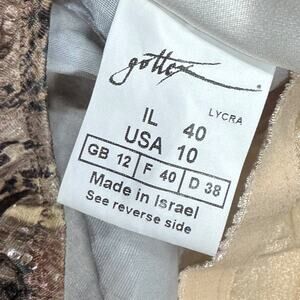 gottex
LYCRA
IL 40
USA 10
GB 12 F 40 D 38
Made in Israel
See reverse side